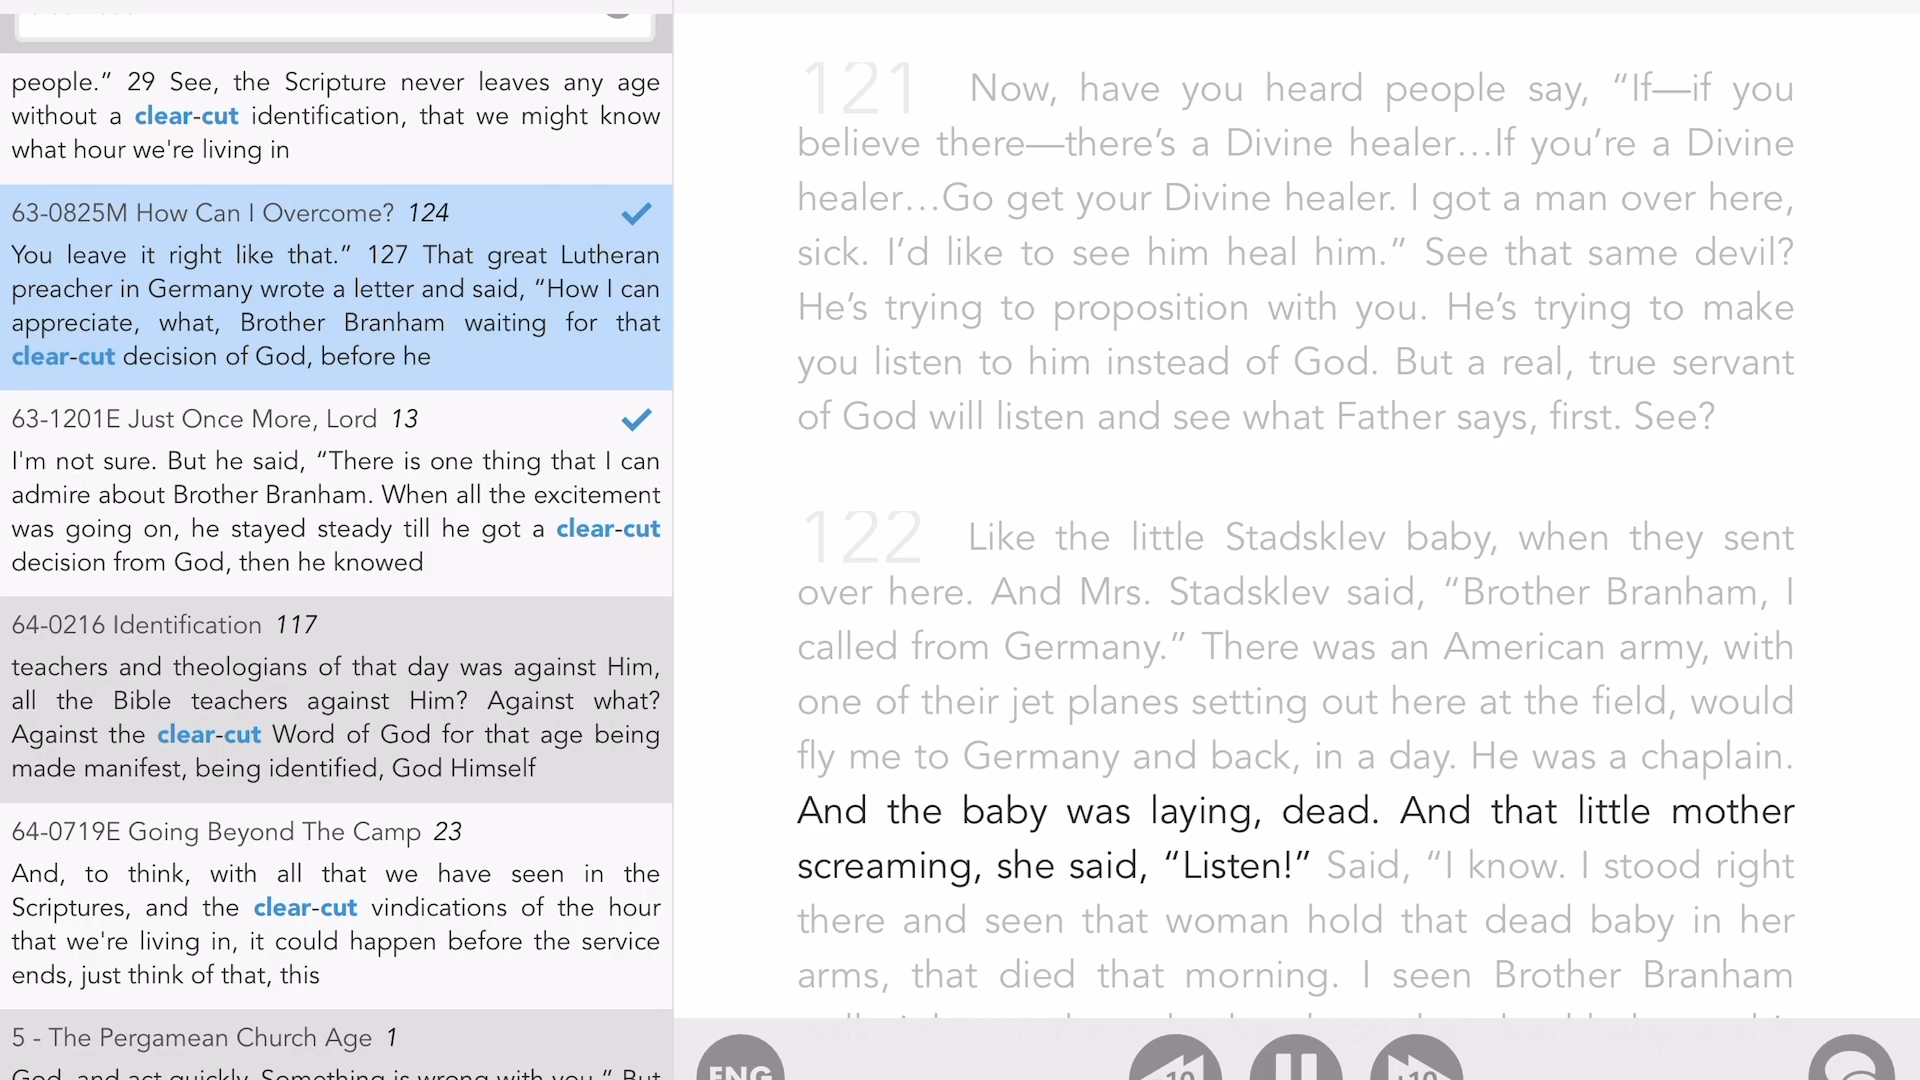 people.” 29 See, the Scripture never leaves any age
without a clear-cut identification, that we might know
what hour we're living in
63-0825M How Can I Overcome? 124
You leave it right like that.” 127 That great Lutheran
preacher in Germany wrote a letter and said, “How I can
appreciate, what, Brother Branham waiting for that
clear-cut decision of God, before he
63-1201E Just Once More, Lord 13
I'm not sure. But he said, “There is one thing that I can
admire about Brother Branham. When all the excitement
was going on, he stayed steady till he got a clear-cut
decision from God, then he knowed
64-0216 Identification 117
teachers and theologians of that day was against Him,
all the Bible teachers against Him? Against what?
Against the clear-cut Word of God for that age being
made manifest, being identified, God Himself
64-0719E Going Beyond The Camp 23
And, to think, with all that we have seen in the
Scriptures, and the clear-cut vindications of the hour
that we're living in, it could happen before the service
ends, just think of that, this
5 - The Pergamean Church Age 1
God, and act quickly. Something is wrong with you.” But
121 Now, have you heard people say, “If—if you
believe there—there’s a Divine healer…If you’re a Divine
healer…Go get your Divine healer. I got a man over here,
sick. I’d like to see him heal him.” See that same devil?
He’s trying to proposition with you. He’s trying to make
you listen to him instead of God. But a real, true servant
of God will listen and see what Father says, first. See?
122 Like the little Stadsklev baby, when they sent
over here. And Mrs. Stadsklev said, “Brother Branham, I
called from Germany.” There was an American army, with
one of their jet planes setting out here at the field, would
fly me to Germany and back, in a day. He was a chaplain.
And the baby was laying, dead. And that little mother
screaming, she said, “Listen!” Said, “I know. I stood right
there and seen that woman hold that dead baby in her
arms, that died that morning. I seen Brother Branham
ENG
-10
+10